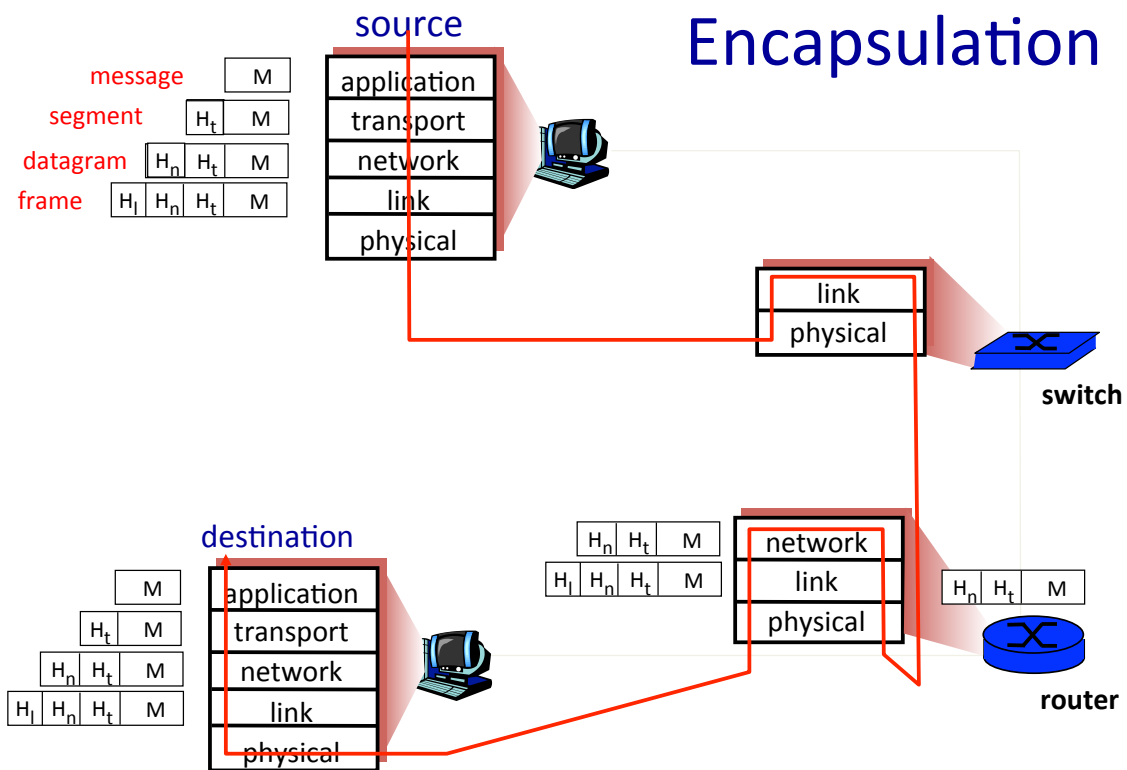 source
Encapsulation
message M application
segment Ht M transport
datagram Hn Ht M network
frame Hl Hn Ht M link
physical
link
physical
switch
destination
Hn Ht M network
Hl Hn Ht M link
Hn Ht M
physical
router
M application
Ht M transport
Hn Ht M network
Hl Hn Ht M link
physical